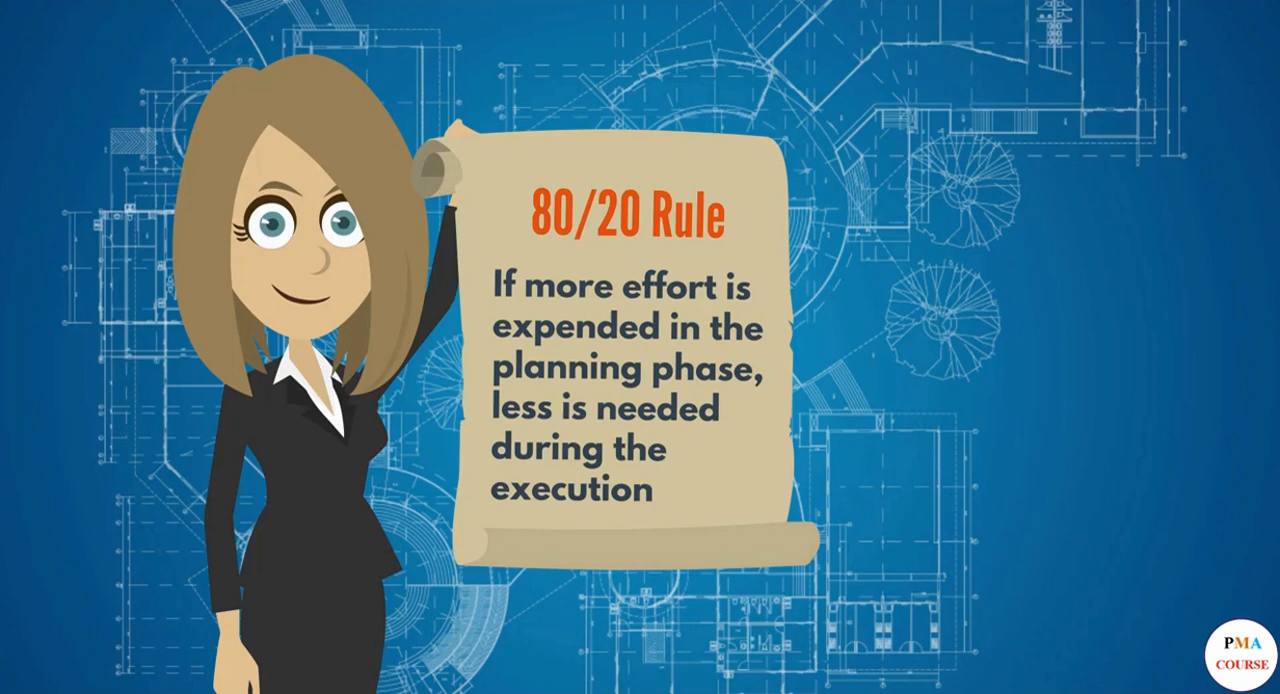 80/20 Rule
If more effort is
expended in the
planning phase,
less is needed
during the
execution
PMA
COURSE